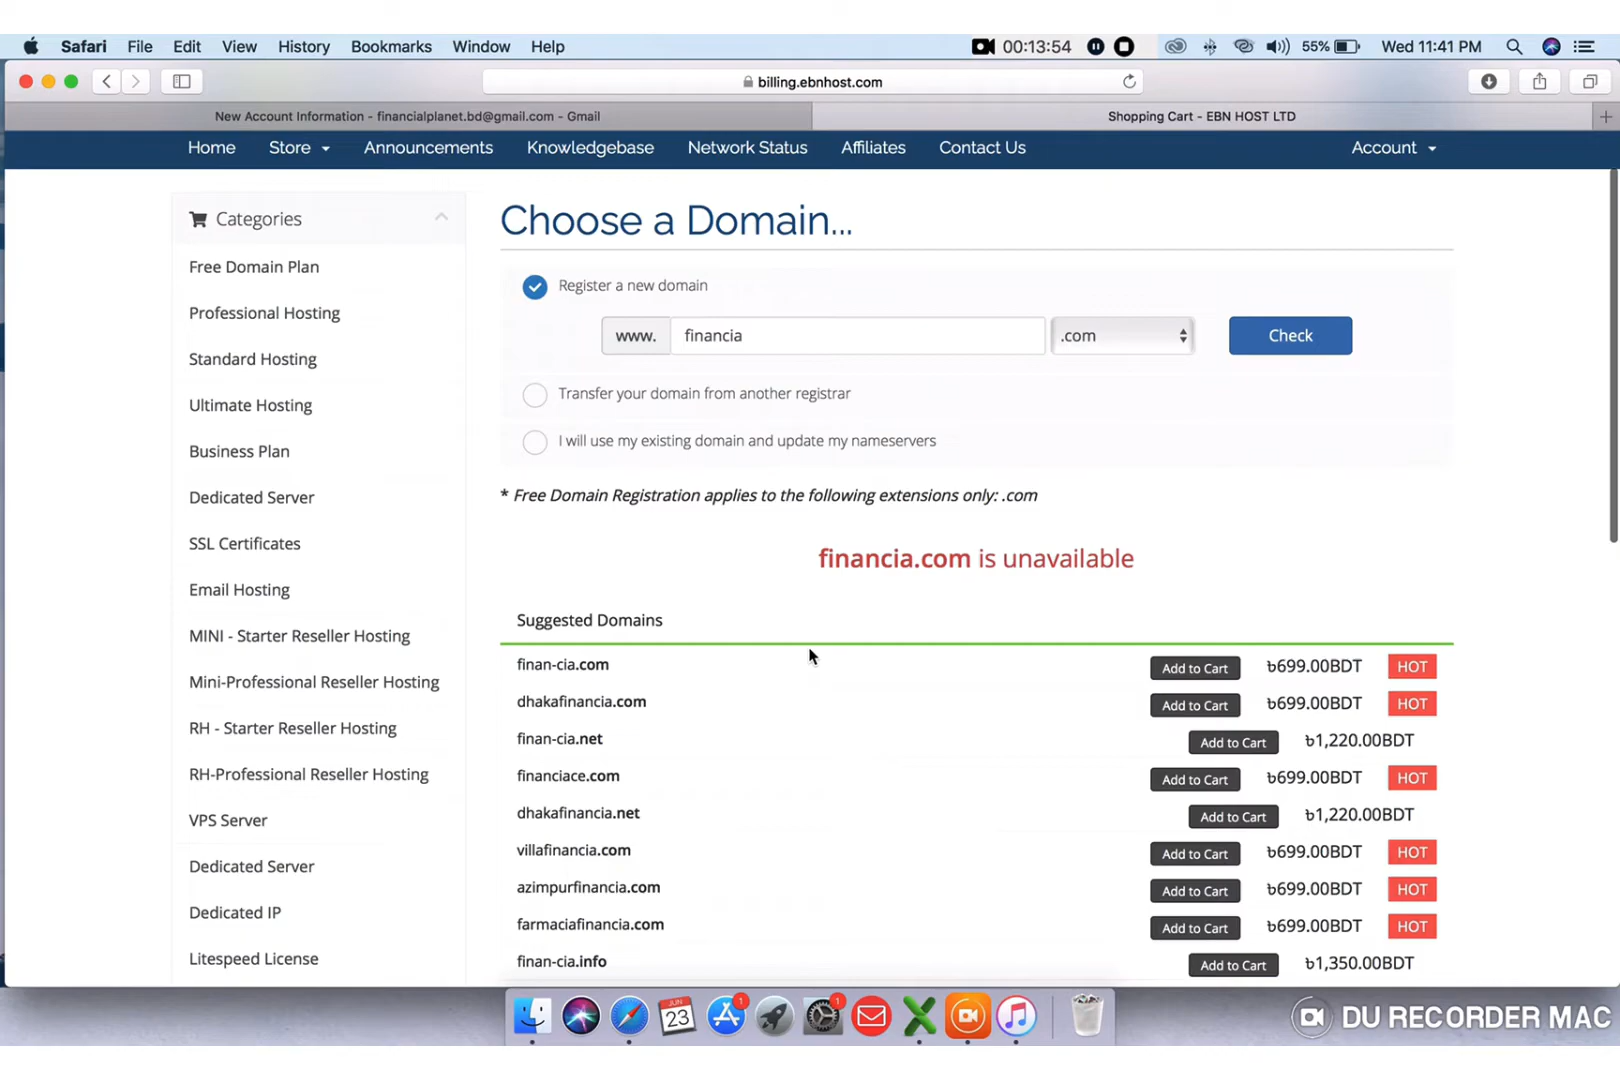 Safari File Edit View History Bookmarks Window Help 00:13:54 55% Wed 11:41 PM
billing.ebnhost.com
New Account Information - financialplanet.bd@gmail.com - Gmail
Shopping Cart - EBN HOST LTD
Home Store Announcements Knowledgebase Network Status Affiliates Contact Us Account
Categories
Free Domain Plan
Professional Hosting
Standard Hosting
Ultimate Hosting
Business Plan
Dedicated Server
SSL Certificates
Email Hosting
MINI - Starter Reseller Hosting
Mini-Professional Reseller Hosting
RH - Starter Reseller Hosting
RH-Professional Reseller Hosting
VPS Server
Dedicated Server
Dedicated IP
Litespeed License
Choose a Domain...
Register a new domain
www. financia .com Check
Transfer your domain from another registrar
I will use my existing domain and update my nameservers
* Free Domain Registration applies to the following extensions only: .com
financia.com is unavailable
Suggested Domains
finan-cia.com Add to Cart ৳699.00BDT HOT
dhakafinancia.com Add to Cart ৳699.00BDT HOT
finan-cia.net Add to Cart ৳1,220.00BDT
financiace.com Add to Cart ৳699.00BDT HOT
dhakafinancia.net Add to Cart ৳1,220.00BDT
villafinancia.com Add to Cart ৳699.00BDT HOT
azimpurfinancia.com Add to Cart ৳699.00BDT HOT
farmaciafinancia.com Add to Cart ৳699.00BDT HOT
finan-cia.info Add to Cart ৳1,350.00BDT
JUN
23
1
1
DU RECORDER MAC